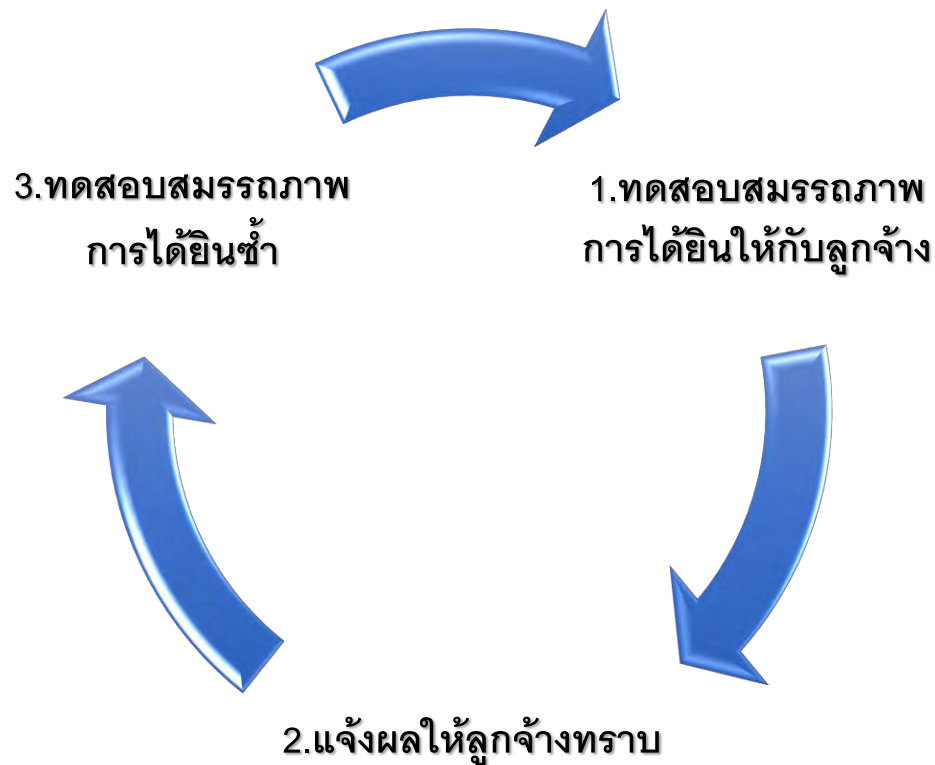 3.ทดสอบสมรรถภาพ
การได้ยินซ้ำ
1.ทดสอบสมรรถภาพ
การได้ยินให้กับลูกจ้าง
2.แจ้งผลให้ลูกจ้างทราบ